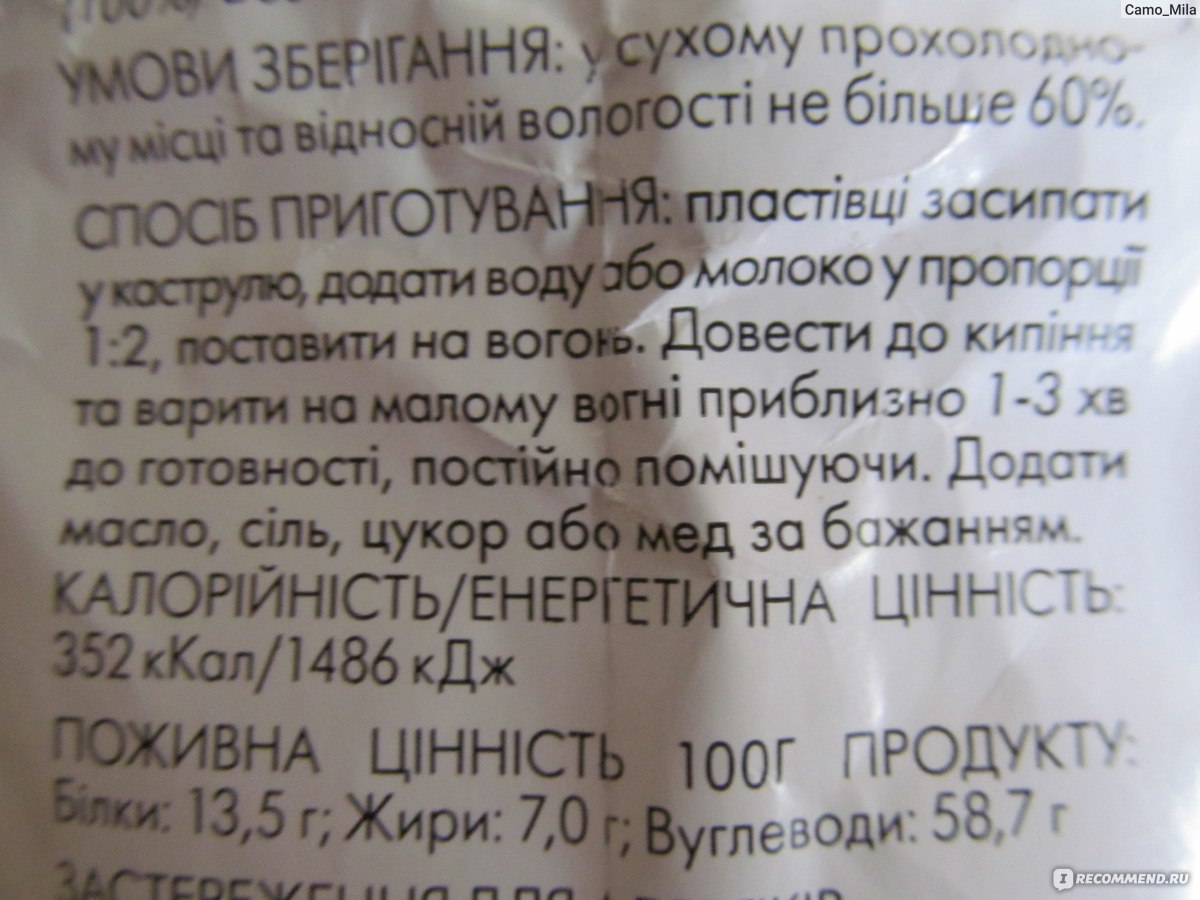 Camo_Mila
(100%)
УМОВИ ЗБЕРІГАННЯ: у сухому прохолодно-
му місці та відносній вологості не більше 60%.
СПОСІБ ПРИГОТУВАННЯ: пластівці засипати
у каструлю, додати воду або молоко у пропорції
1:2, поставити на вогонь. Довести до кипіння
та варити на малому вогні приблизно 1-3 хв
до готовності, постійно помішуючи. Додати
масло, сіль, цукор або мед за бажанням.
КАЛОРІЙНІСТЬ/ЕНЕРГЕТИЧНА ЦІННІСТЬ:
352 кКал/1486 кДж
ПОЖИВНА ЦІННІСТЬ 100Г ПРОДУКТУ:
Білки: 13,5 г; Жири: 7,0 г; Вуглеводи: 58,7 г
ЗАСТЕРЕЖЕННЯ ДЛЯ
I RECOMMEND.RU